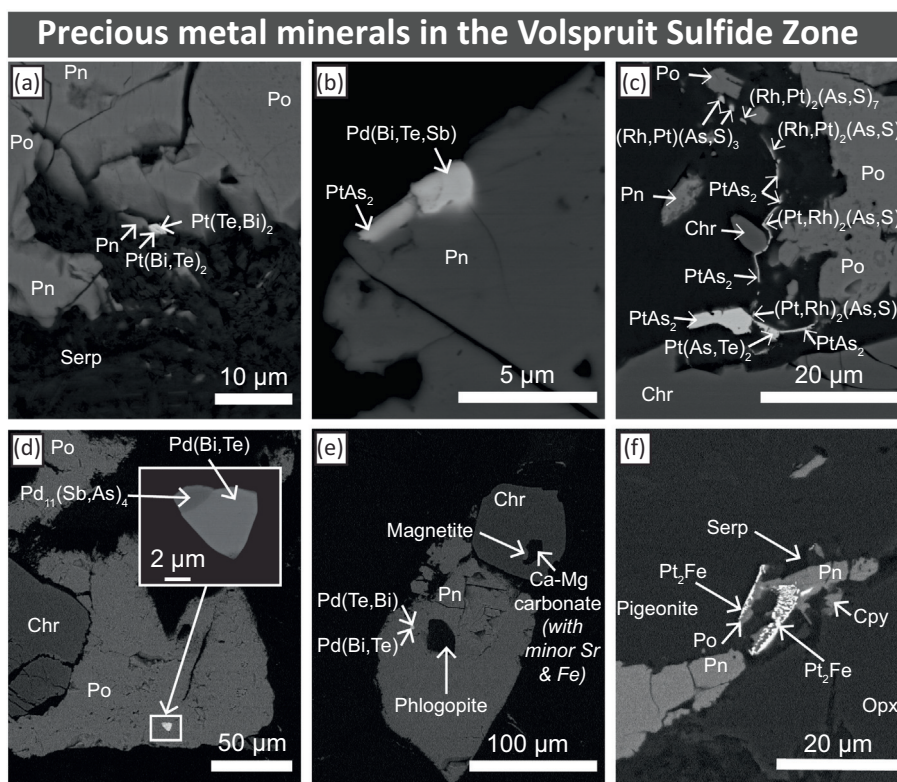 Precious metal minerals in the Volspruit Sulfide Zone
(a)
Pn
Po
Po
Pt(Te,Bi)₂
Pn
Pt(Bi,Te)₂
Pn
Serp
10 µm
(b)
Pd(Bi,Te,Sb)
PtAs₂
Pn
5 µm
(c)
Po
(Rh,Pt)₂(As,S)₇
(Rh,Pt)(As,S)₃
(Rh,Pt)₂(As,S)
Po
PtAs₂
Pn
(Pt,Rh)₂(As,S)
Chr
Po
PtAs₂
PtAs₂
(Pt,Rh)₂(As,S)
Pt(As,Te)₂
PtAs₂
Chr
20 µm
(d)
Po
Pd(Bi,Te)
Pd₁₁(Sb,As)₄
2 µm
Chr
Po
50 µm
(e)
Chr
Magnetite
Pn
Ca-Mg
carbonate
(with
minor Sr
& Fe)
Pd(Te,Bi)
Pd(Bi,Te)
Phlogopite
100 µm
(f)
Serp
Pt₂Fe
Pn
Pigeonite
Cpy
Po
Pn
Pt₂Fe
Opx
20 µm